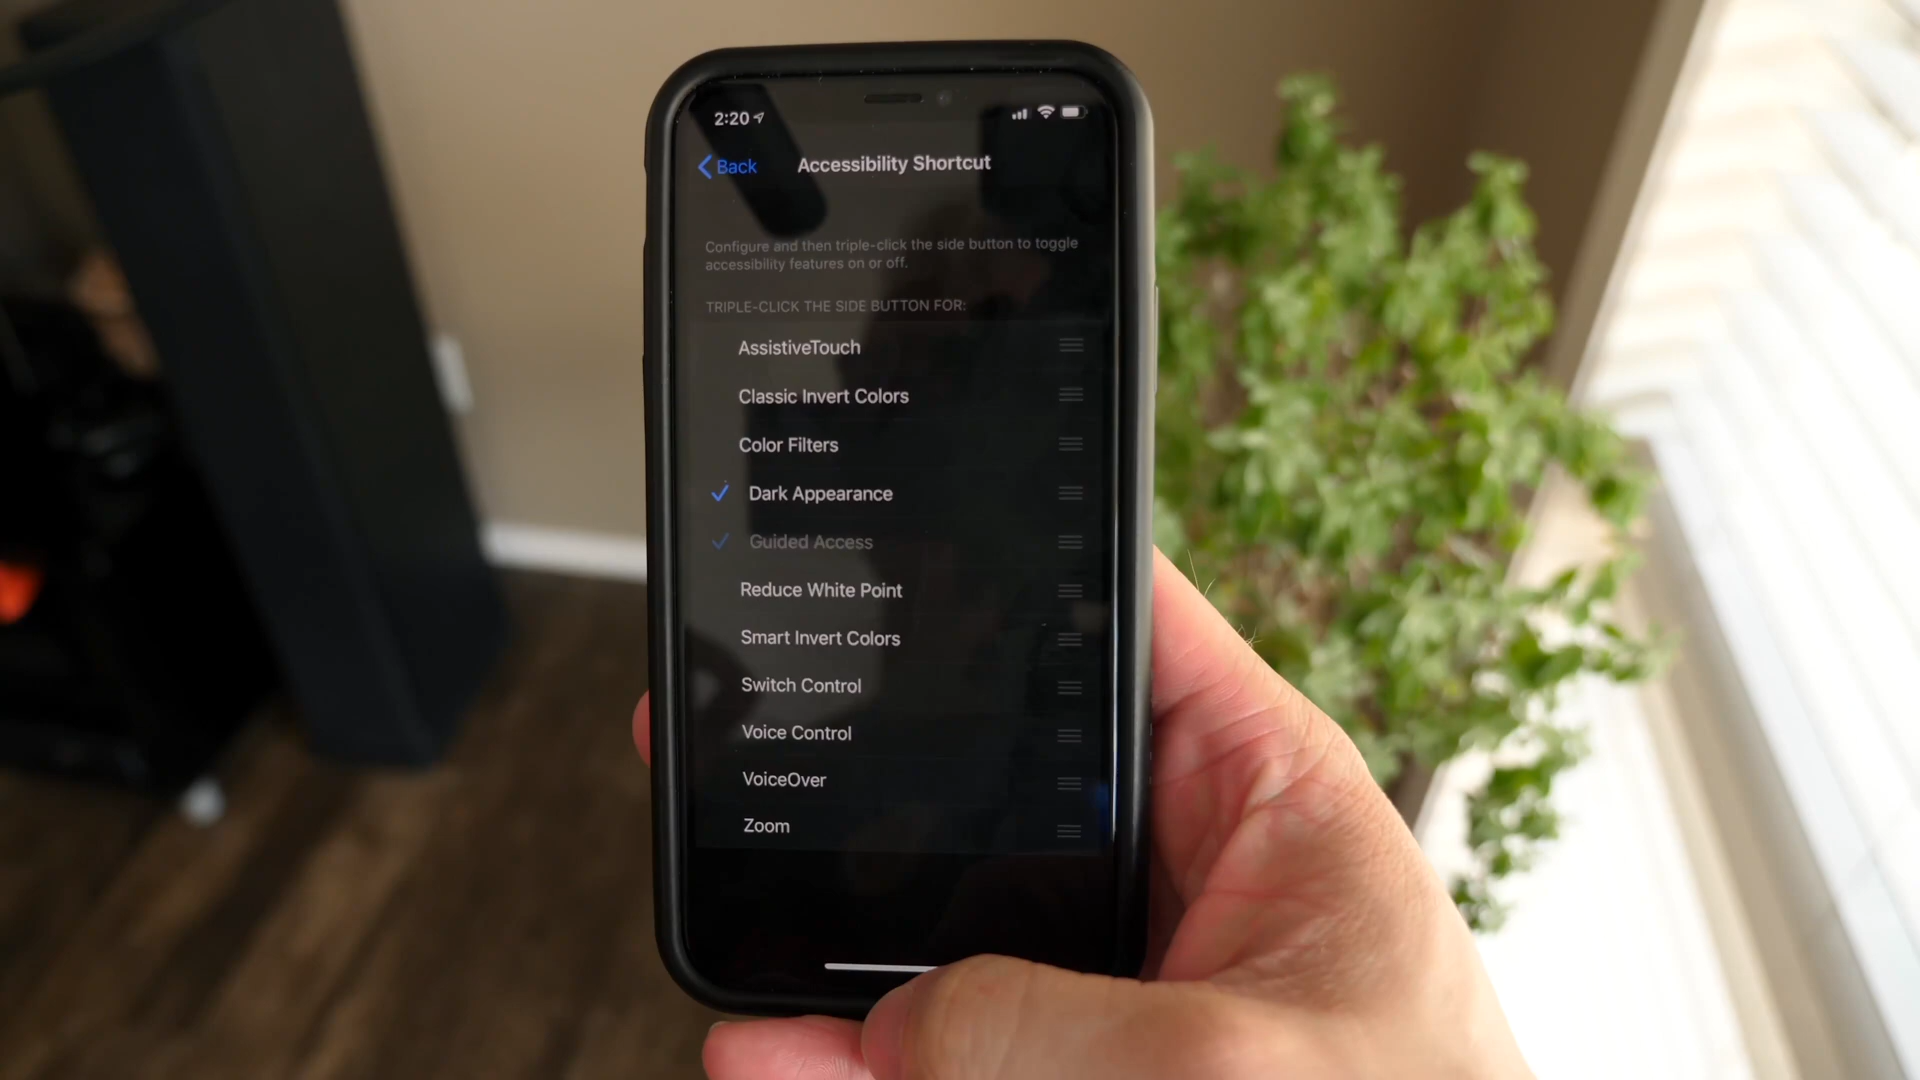 2:20
Back
Accessibility Shortcut
Configure and then triple-click the side button to toggle
accessibility features on or off.
TRIPLE-CLICK THE SIDE BUTTON FOR:
AssistiveTouch
Classic Invert Colors
Color Filters
Dark Appearance
Guided Access
Reduce White Point
Smart Invert Colors
Switch Control
Voice Control
VoiceOver
Zoom